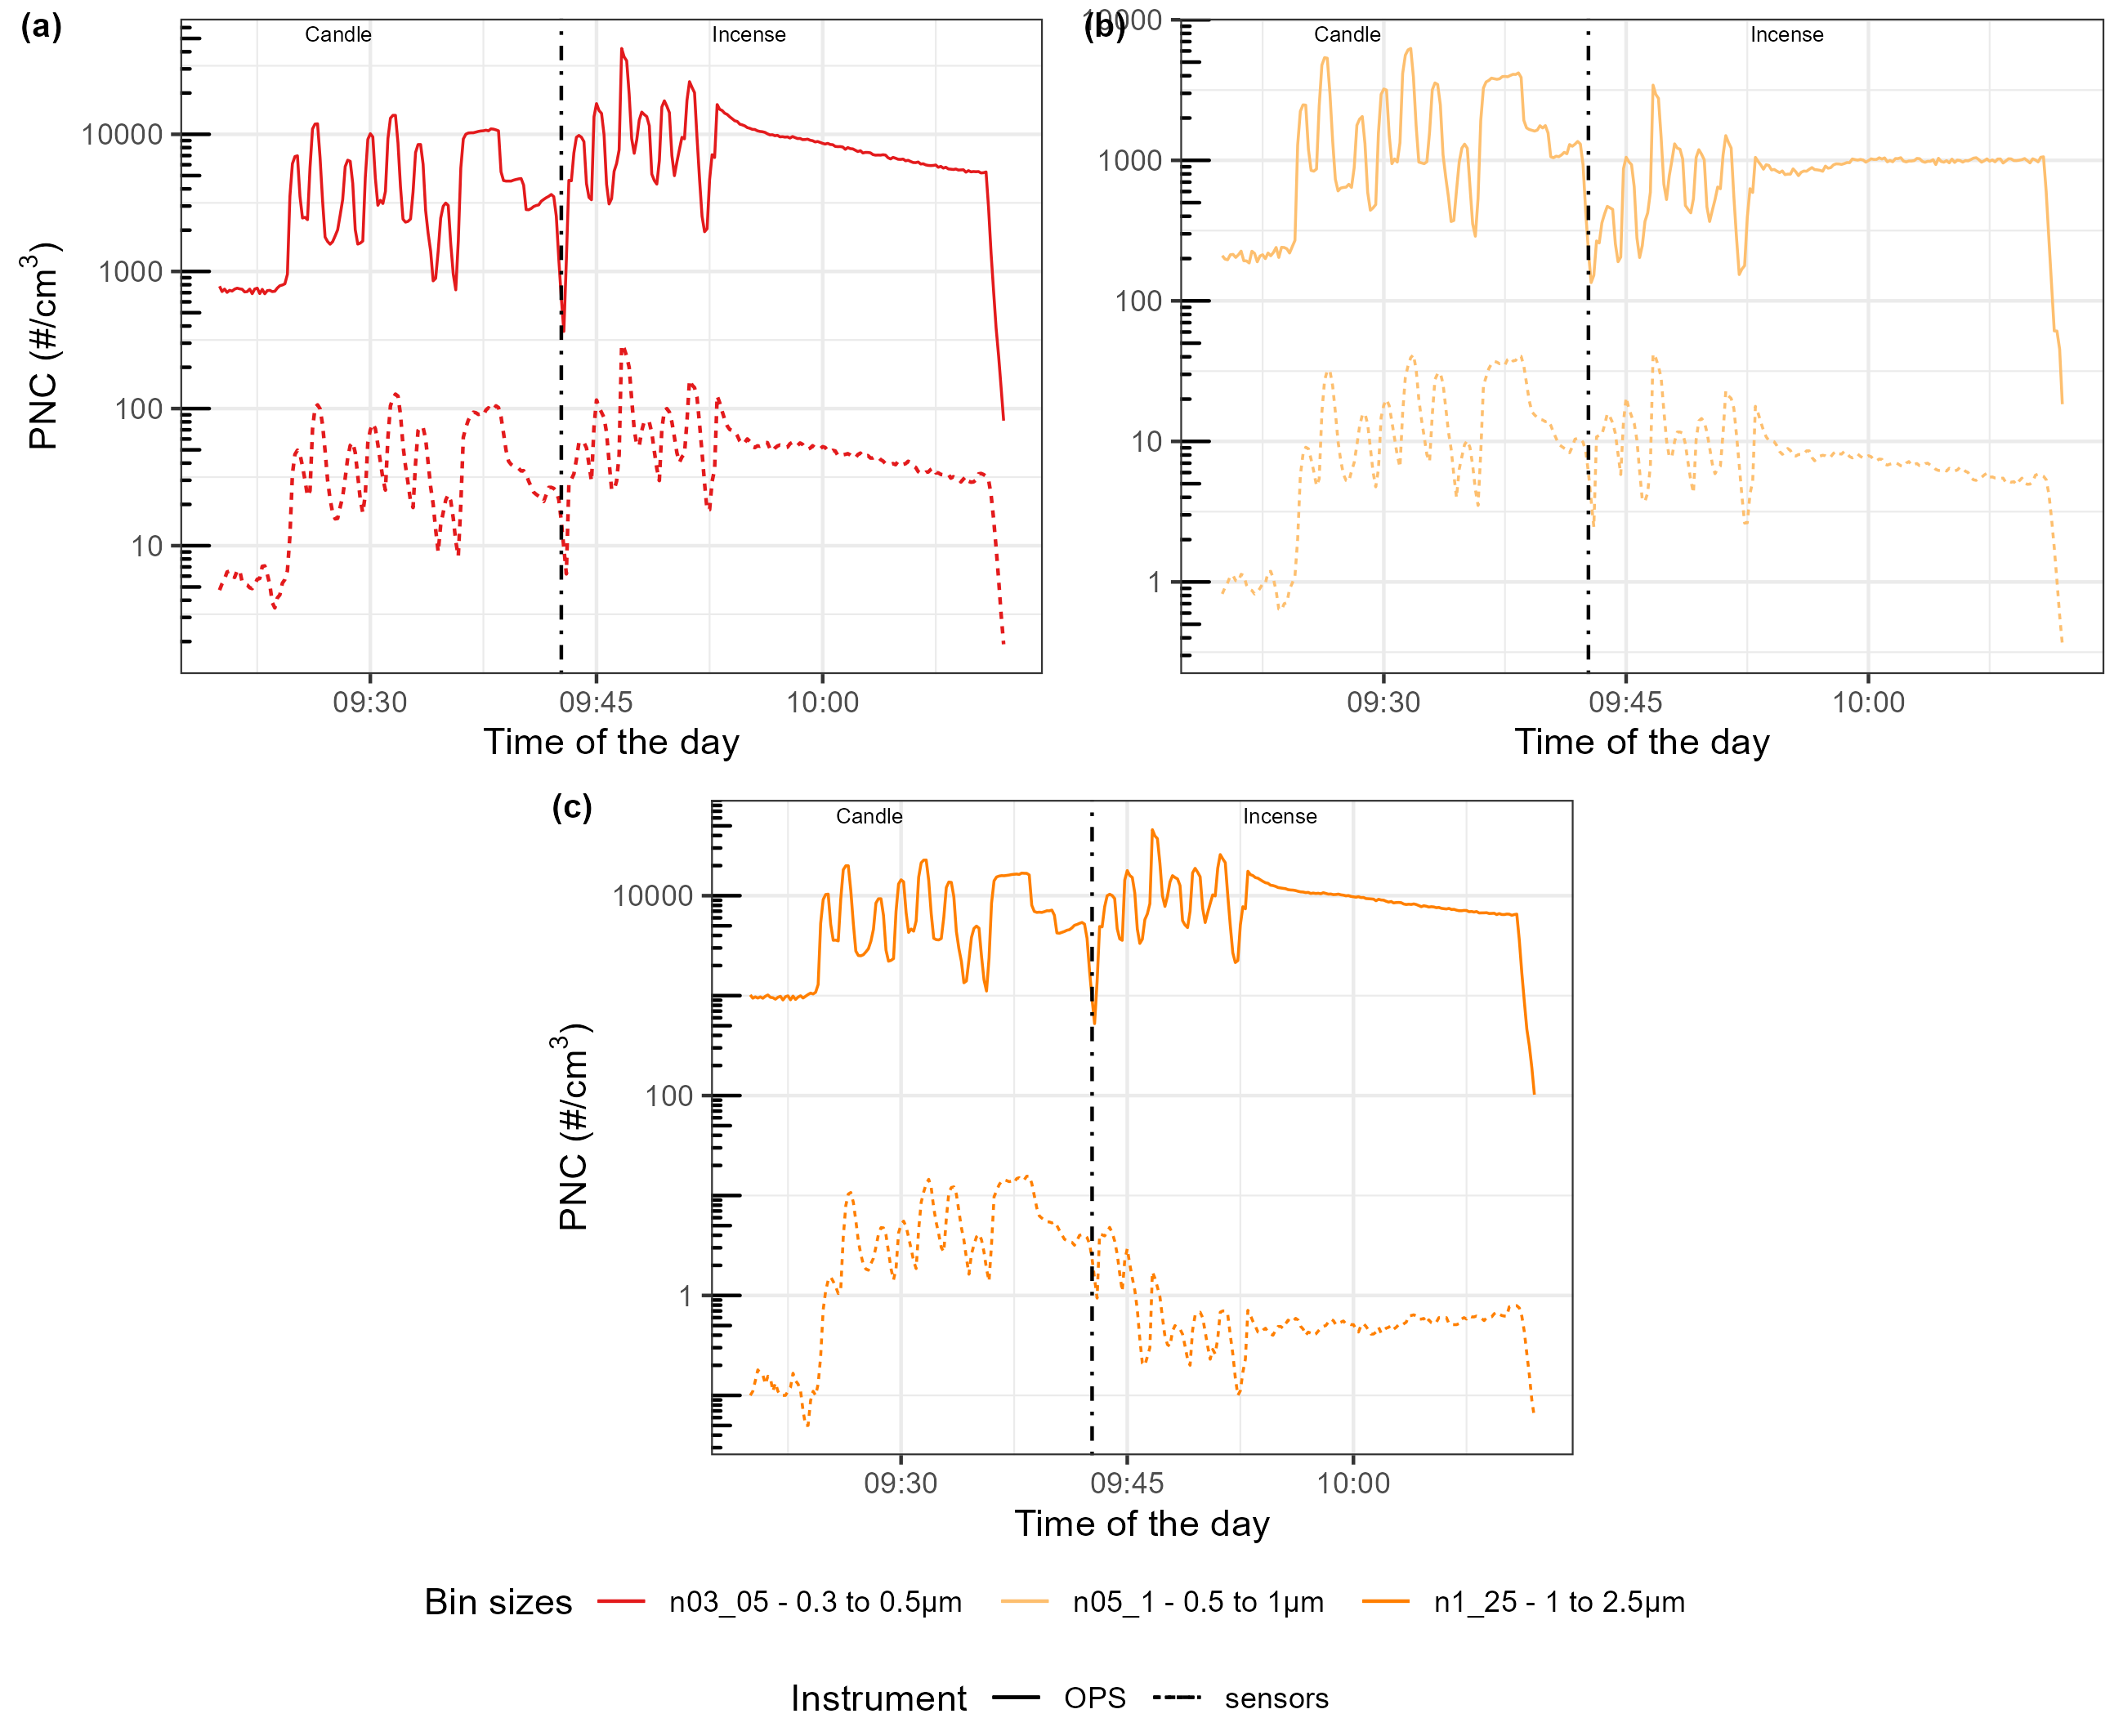 (a)
Candle
Incense
10000
1000
100
10
PNC (#/cm³)
09:30
09:45
10:00
Time of the day
(b)
Candle
Incense
10000
1000
100
10
1
09:30
09:45
10:00
Time of the day
(c)
Candle
Incense
10000
100
1
PNC (#/cm³)
09:30
09:45
10:00
Time of the day
Bin sizes n03_05 - 0.3 to 0.5µm n05_1 - 0.5 to 1µm n1_25 - 1 to 2.5µm
Instrument OPS sensors